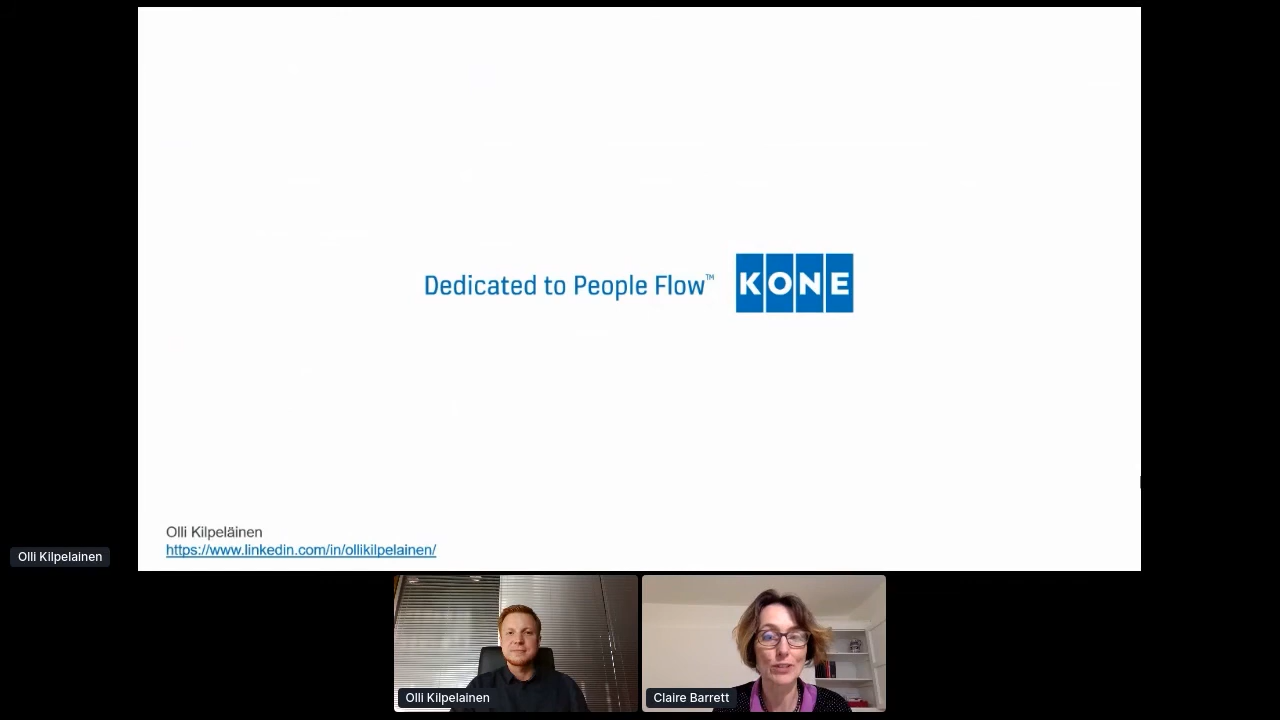 Dedicated to People Flow™ KONE
Olli Kilpeläinen
https://www.linkedin.com/in/ollikilpelainen/
Olli Kilpelainen
Olli Kilpelainen
Claire Barrett